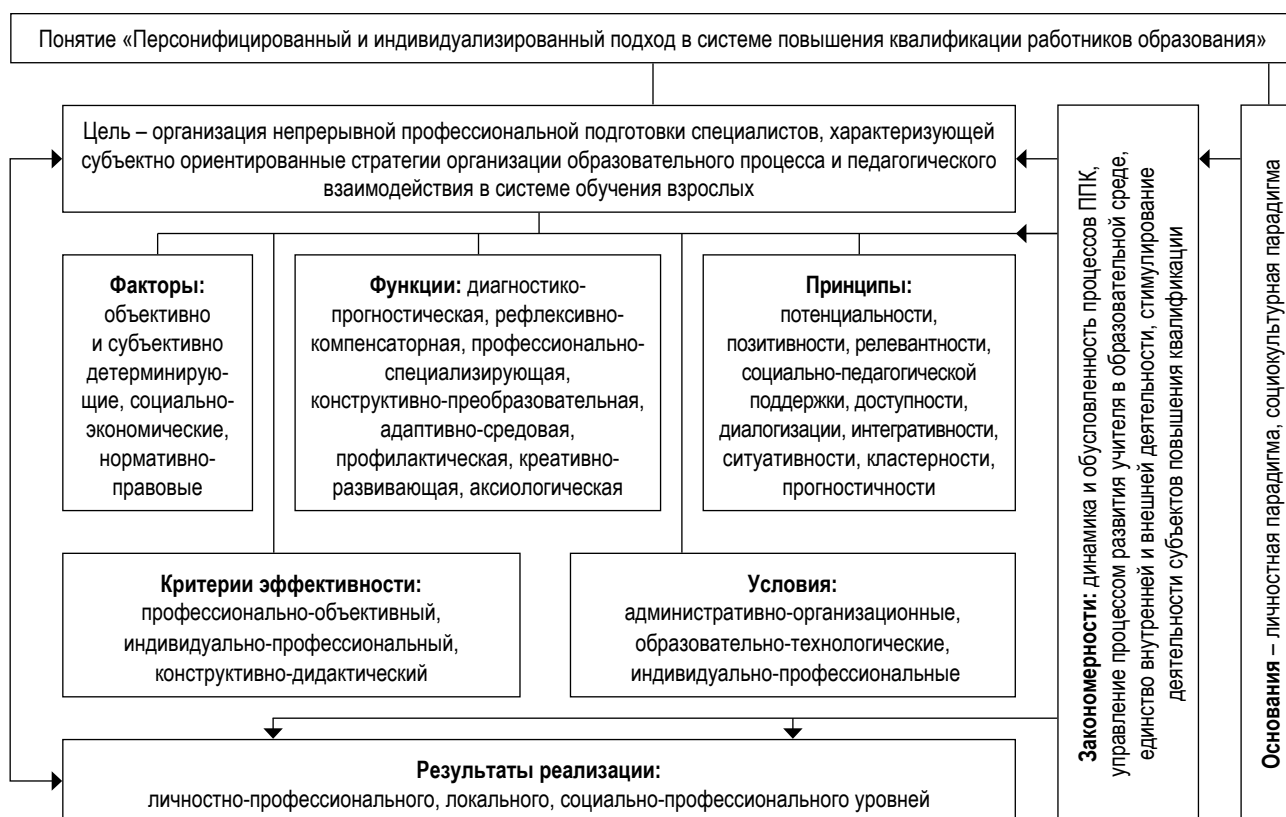 Понятие «Персонифицированный и индивидуализированный подход в системе повышения квалификации работников образования»
Цель – организация непрерывной профессиональной подготовки специалистов, характеризующей
субъектно ориентированные стратегии организации образовательного процесса и педагогического
взаимодействия в системе обучения взрослых
Факторы:
объективно
и субъективно
детерминирую-
щие, социально-
экономические,
нормативно-
правовые
Функции: диагностико-
прогностическая, рефлексивно-
компенсаторная, профессионально-
специализирующая,
конструктивно-преобразовательная,
адаптивно-средовая,
профилактическая, креативно-
развивающая, аксиологическая
Принципы:
потенциальности,
позитивности, релевантности,
социально-педагогической
поддержки, доступности,
диалогизации, интегративности,
ситуативности, кластерности,
прогностичности
Критерии эффективности:
профессионально-объективный,
индивидуально-профессиональный,
конструктивно-дидактический
Условия:
административно-организационные,
образовательно-технологические,
индивидуально-профессиональные
Результаты реализации:
личностно-профессионального, локального, социально-профессионального уровней
Закономерности: динамика и обусловленность процессов ППК,
управление процессом развития учителя в образовательной среде,
единство внутренней и внешней деятельности, стимулирование
деятельности субъектов повышения квалификации
Основания – личностная парадигма, социокультурная парадигма